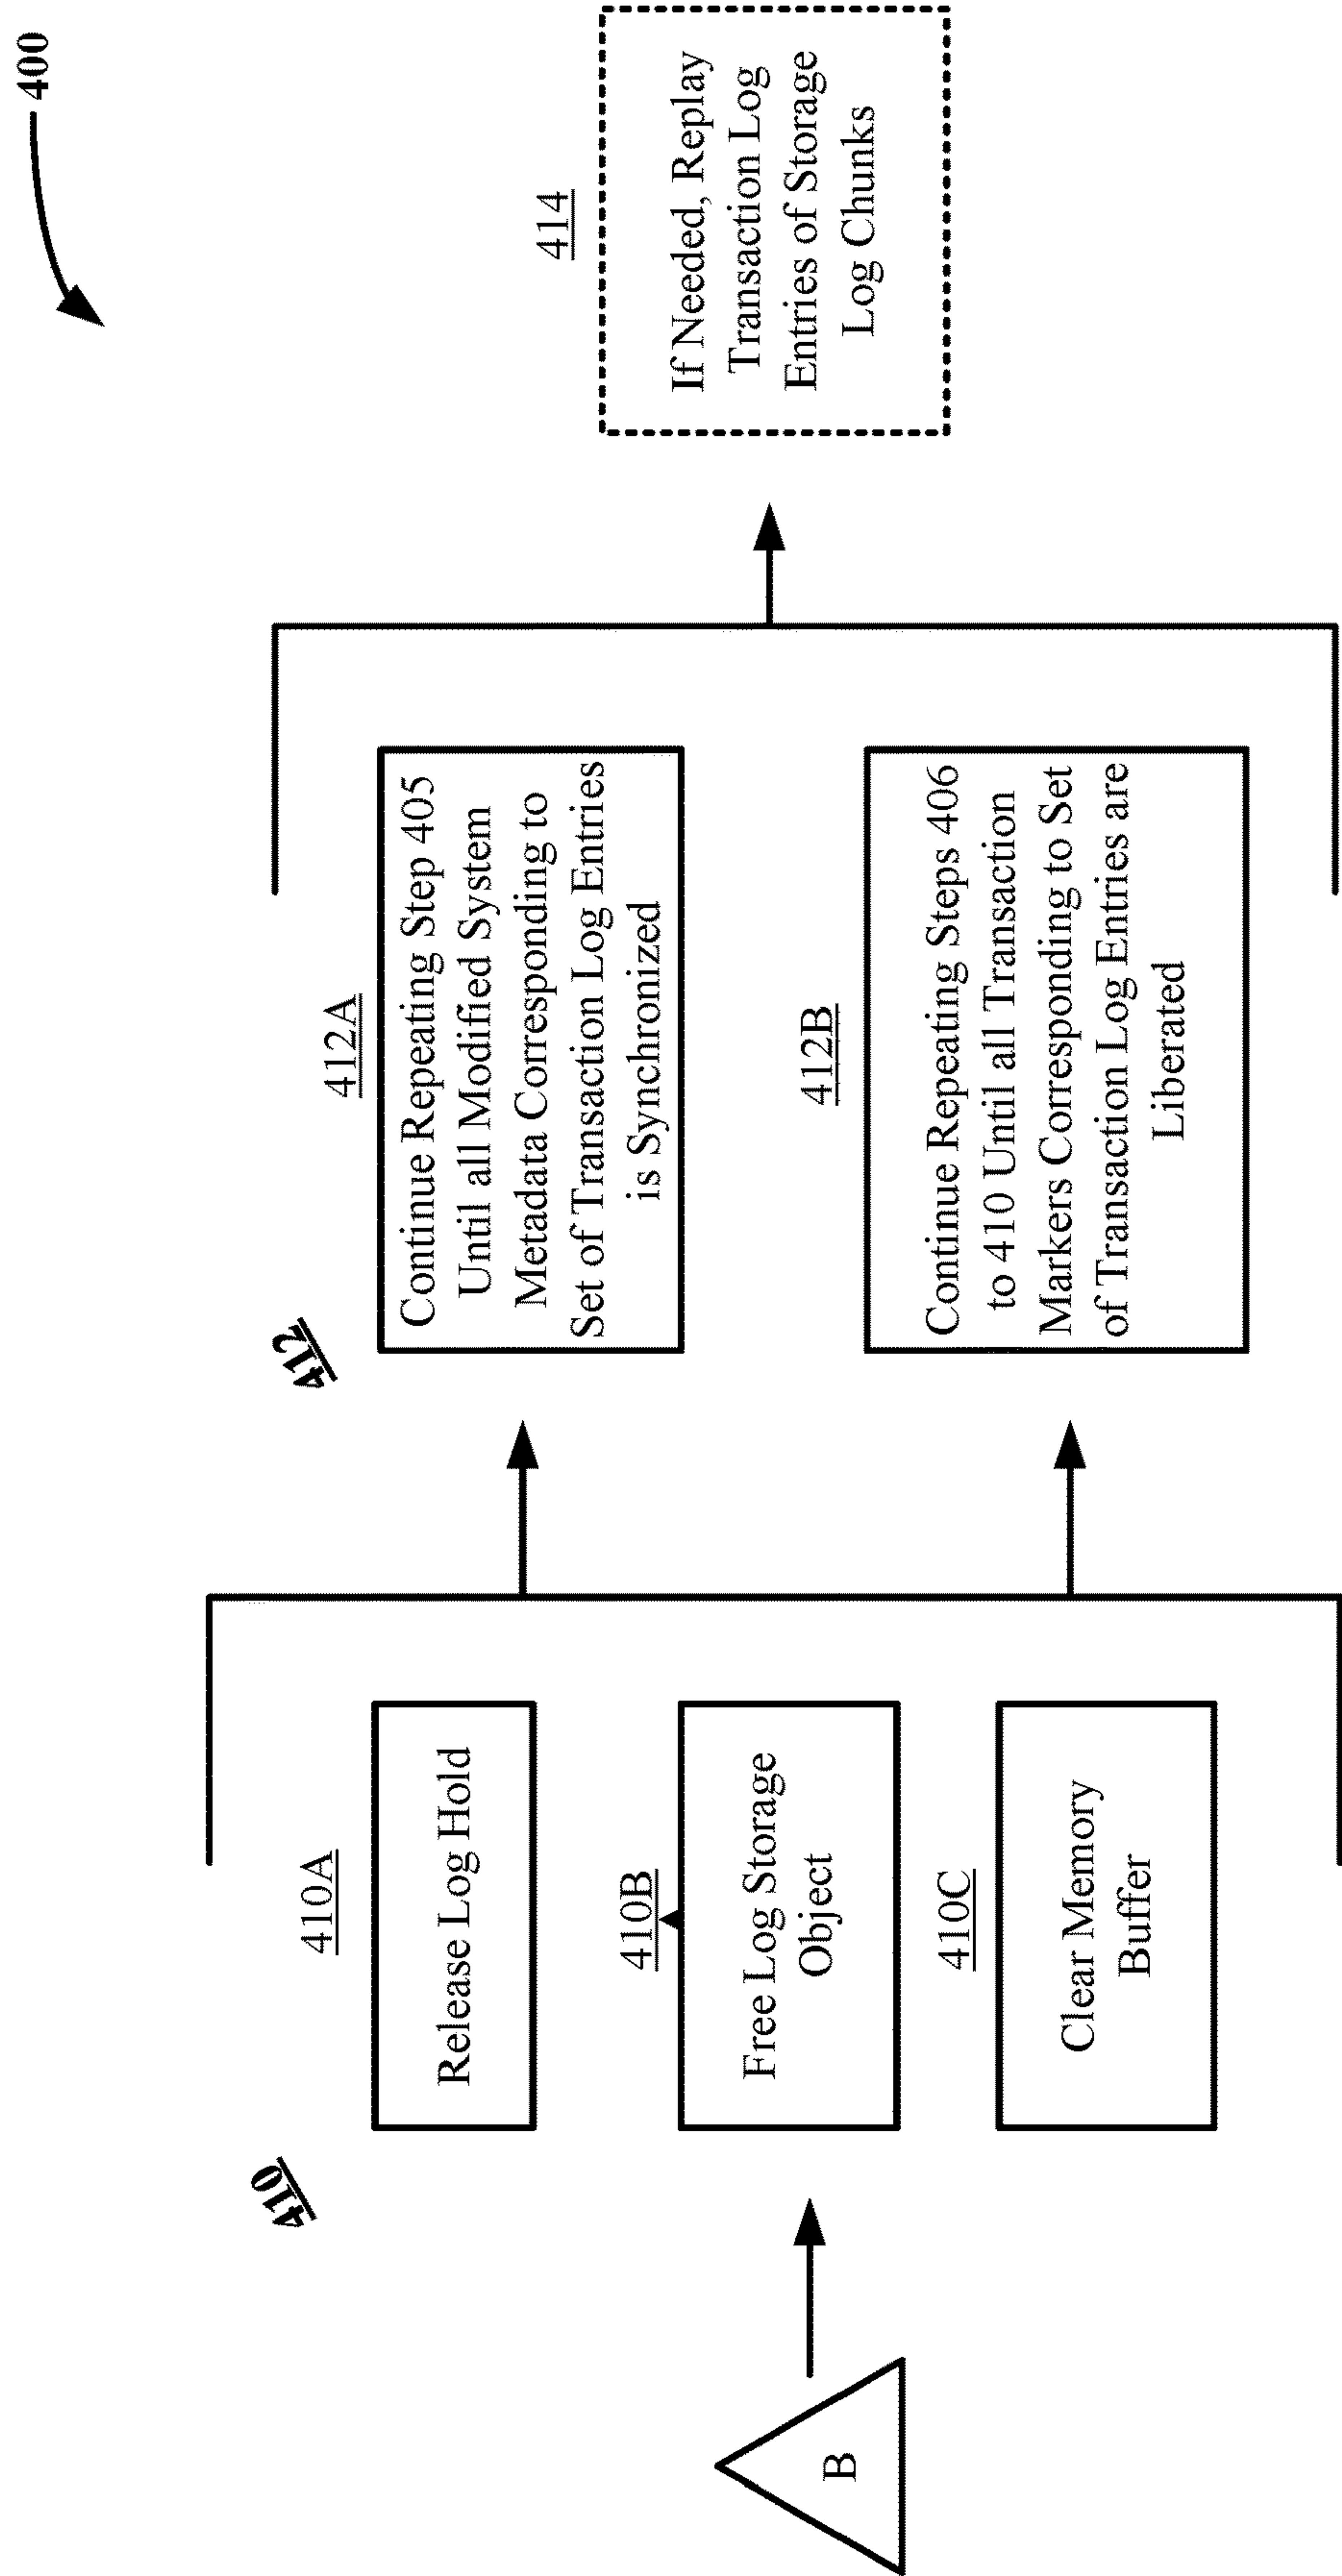 400
B
410
410A
Release Log Hold
410B
Free Log Storage
Object
410C
Clear Memory
Buffer
412
412A
Continue Repeating Step 405
Until all Modified System
Metadata Corresponding to
Set of Transaction Log Entries
is Synchronized
412B
Continue Repeating Steps 406
to 410 Until all Transaction
Markers Corresponding to Set
of Transaction Log Entries are
Liberated
414
If Needed, Replay
Transaction Log
Entries of Storage
Log Chunks